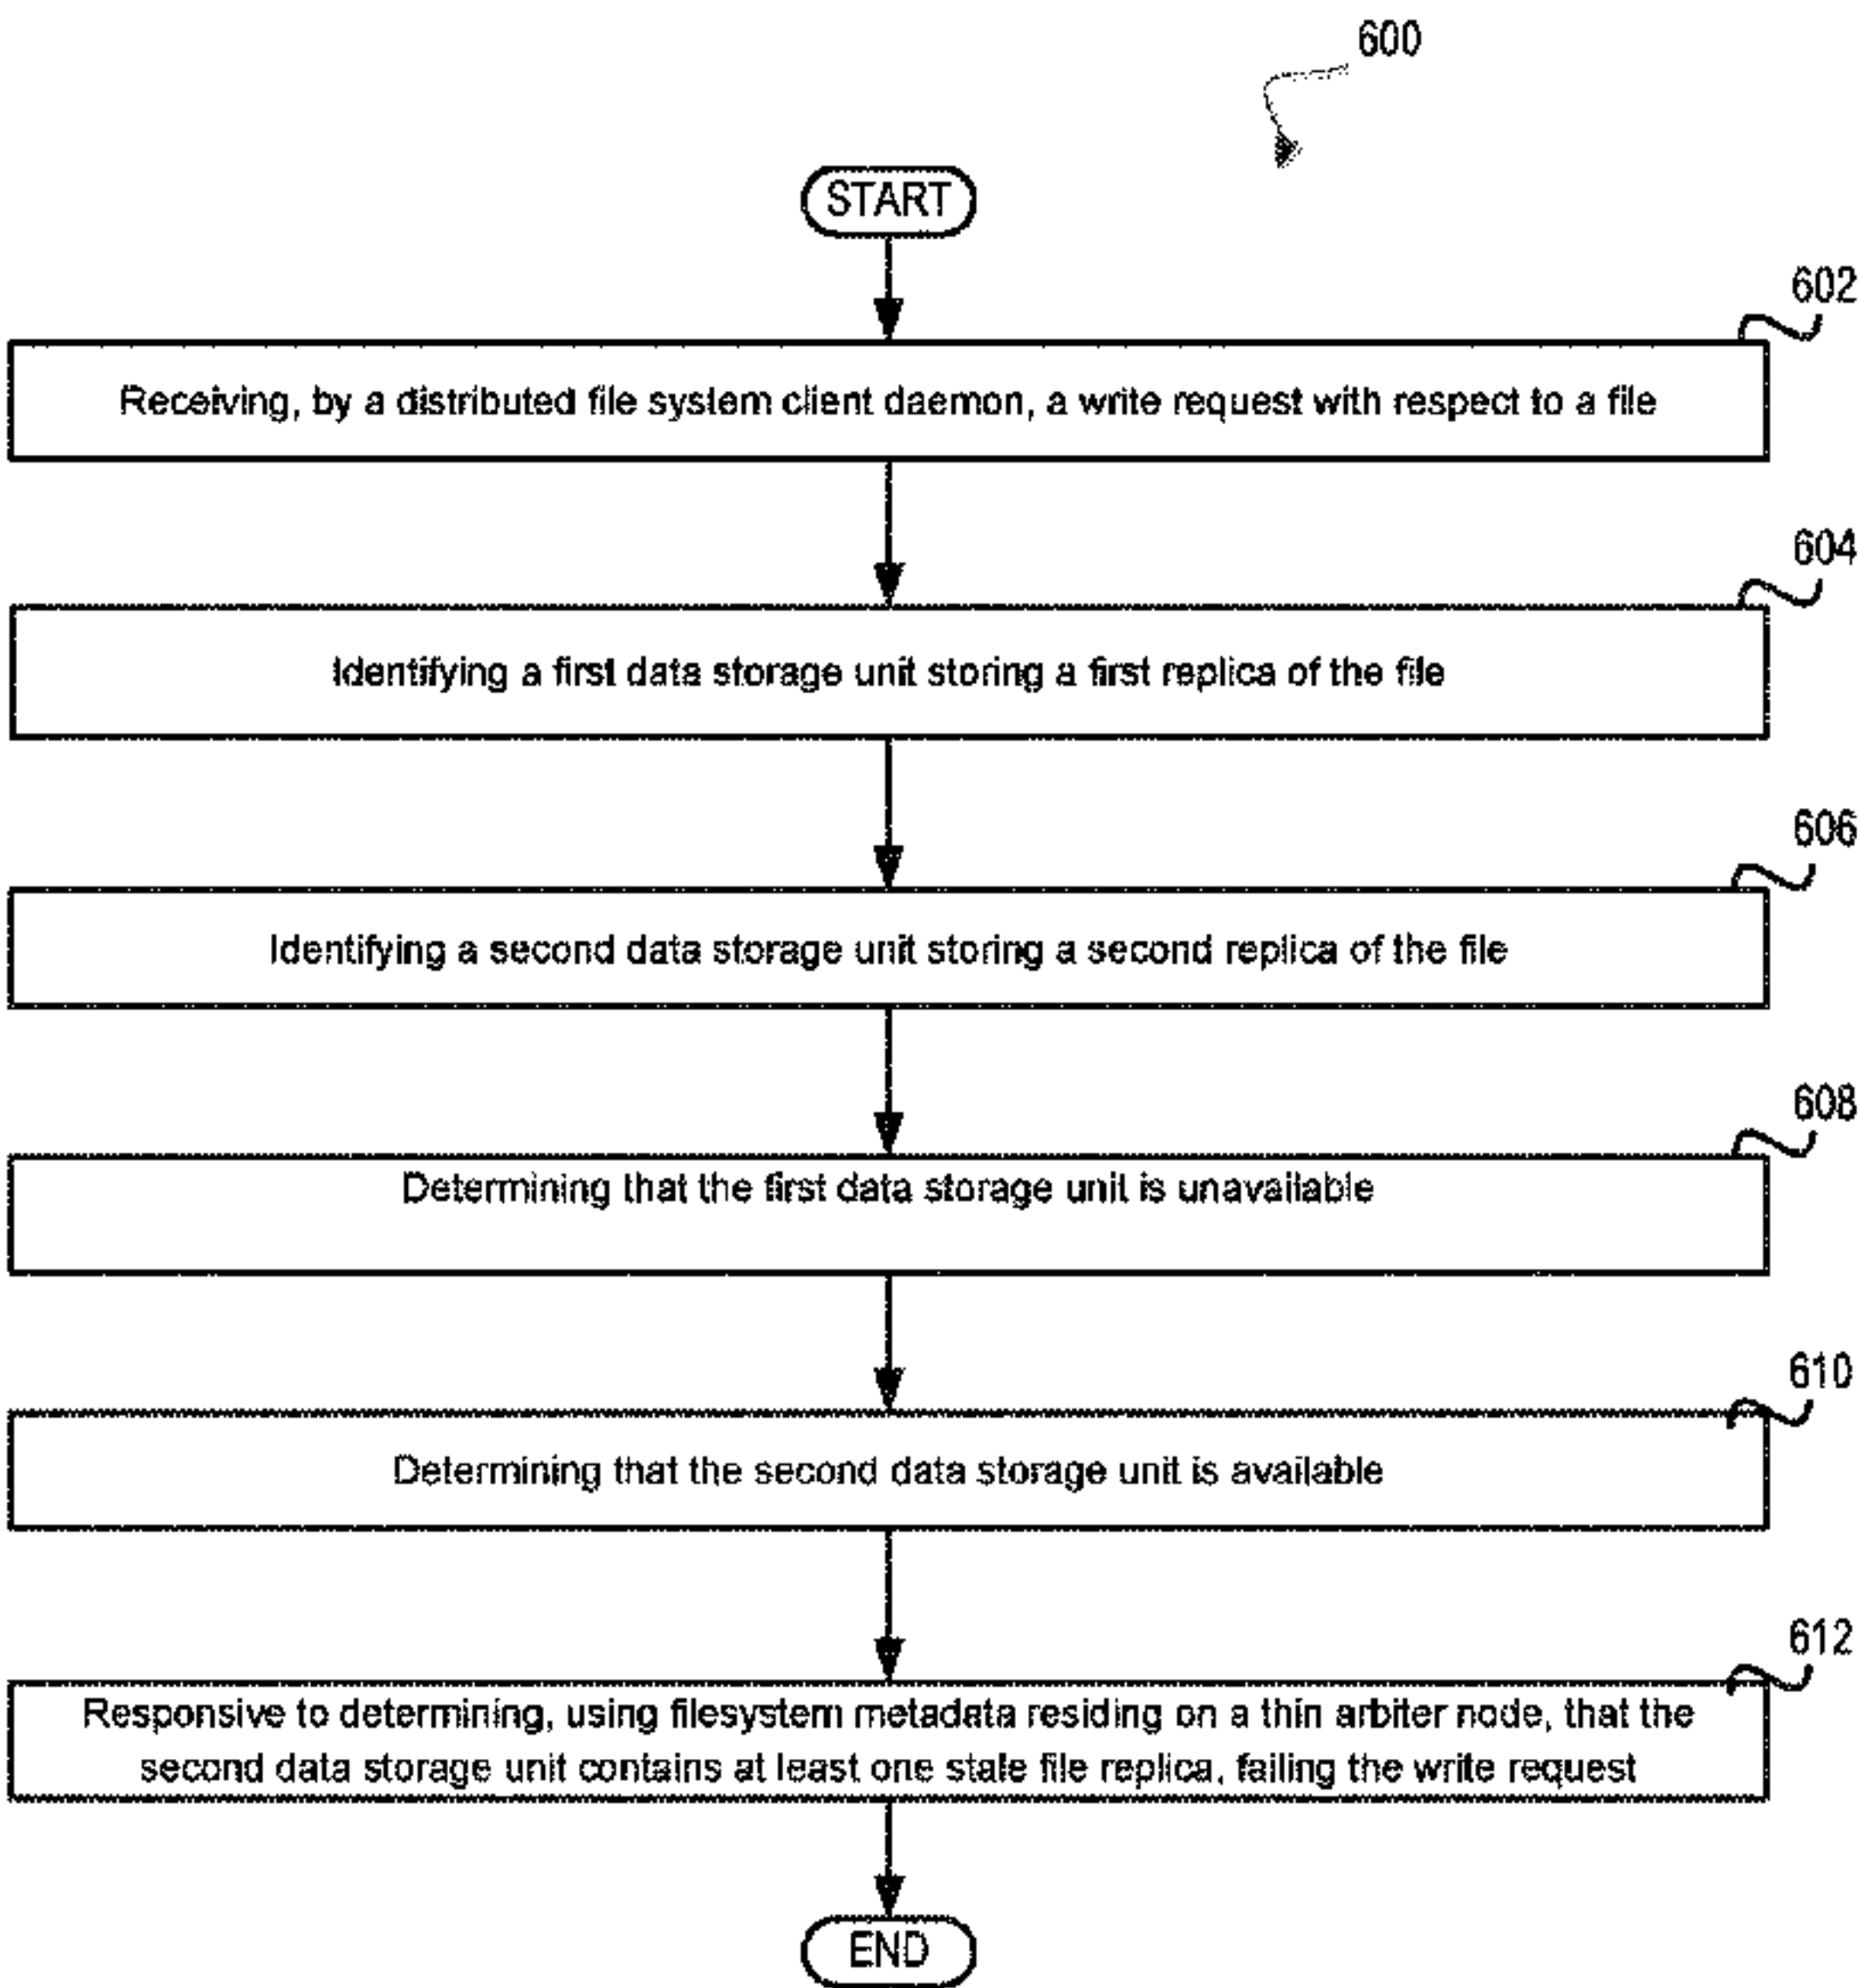 600
START
602
Receiving, by a distributed file system client daemon, a write request with respect to a file
604
Identifying a first data storage unit storing a first replica of the file
606
Identifying a second data storage unit storing a second replica of the file
608
Determining that the first data storage unit is unavailable
610
Determining that the second data storage unit is available
612
Responsive to determining, using filesystem metadata residing on a thin arbiter node, that the
second data storage unit contains at least one stale file replica, failing the write request
END